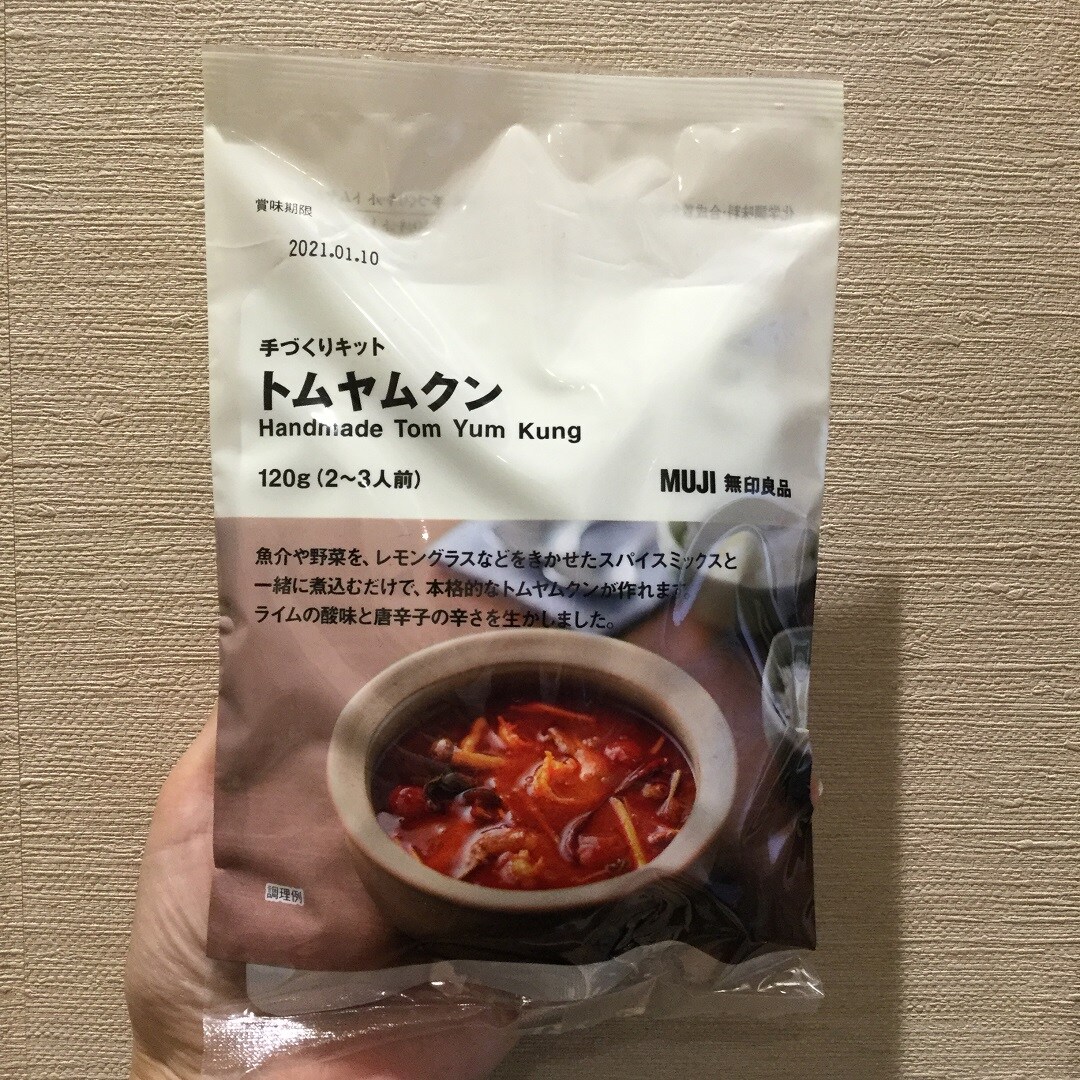 賞味期限
2021.01.10
手づくりキット
トムヤムクン
Handmade Tom Yum Kung
120g(2〜3人前)
MUJI 無印良品
魚介や野菜を、レモングラスなどをきかせたスパイスミックスと
一緒に煮込むだけで、本格的なトムヤムクンが作れます。
ライムの酸味と唐辛子の辛さを生かしました。
調理例